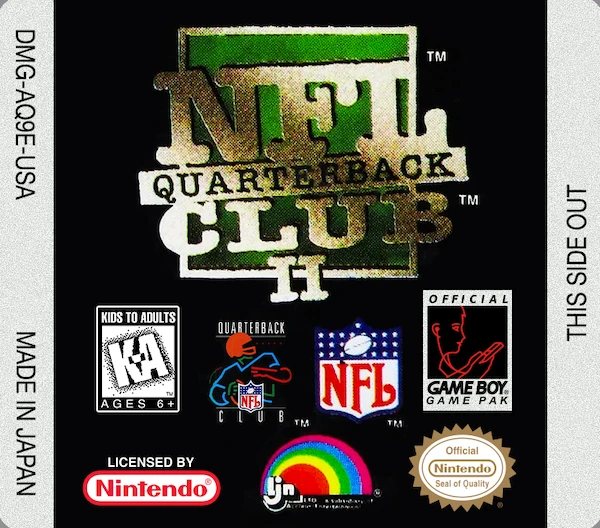 DMG-AQ9E-USA
MADE IN JAPAN
NFL
TM
QUARTERBACK
CLUB
TM
II
KIDS TO ADULTS
K-A
TM
AGES 6+
QUARTERBACK
NFL
CLUB
TM
NFL
TM
OFFICIAL
GAME BOY®
GAME PAK
LICENSED BY
Nintendo®
ljn
LTD
®
Official
Nintendo
Seal of Quality
®
THIS SIDE OUT